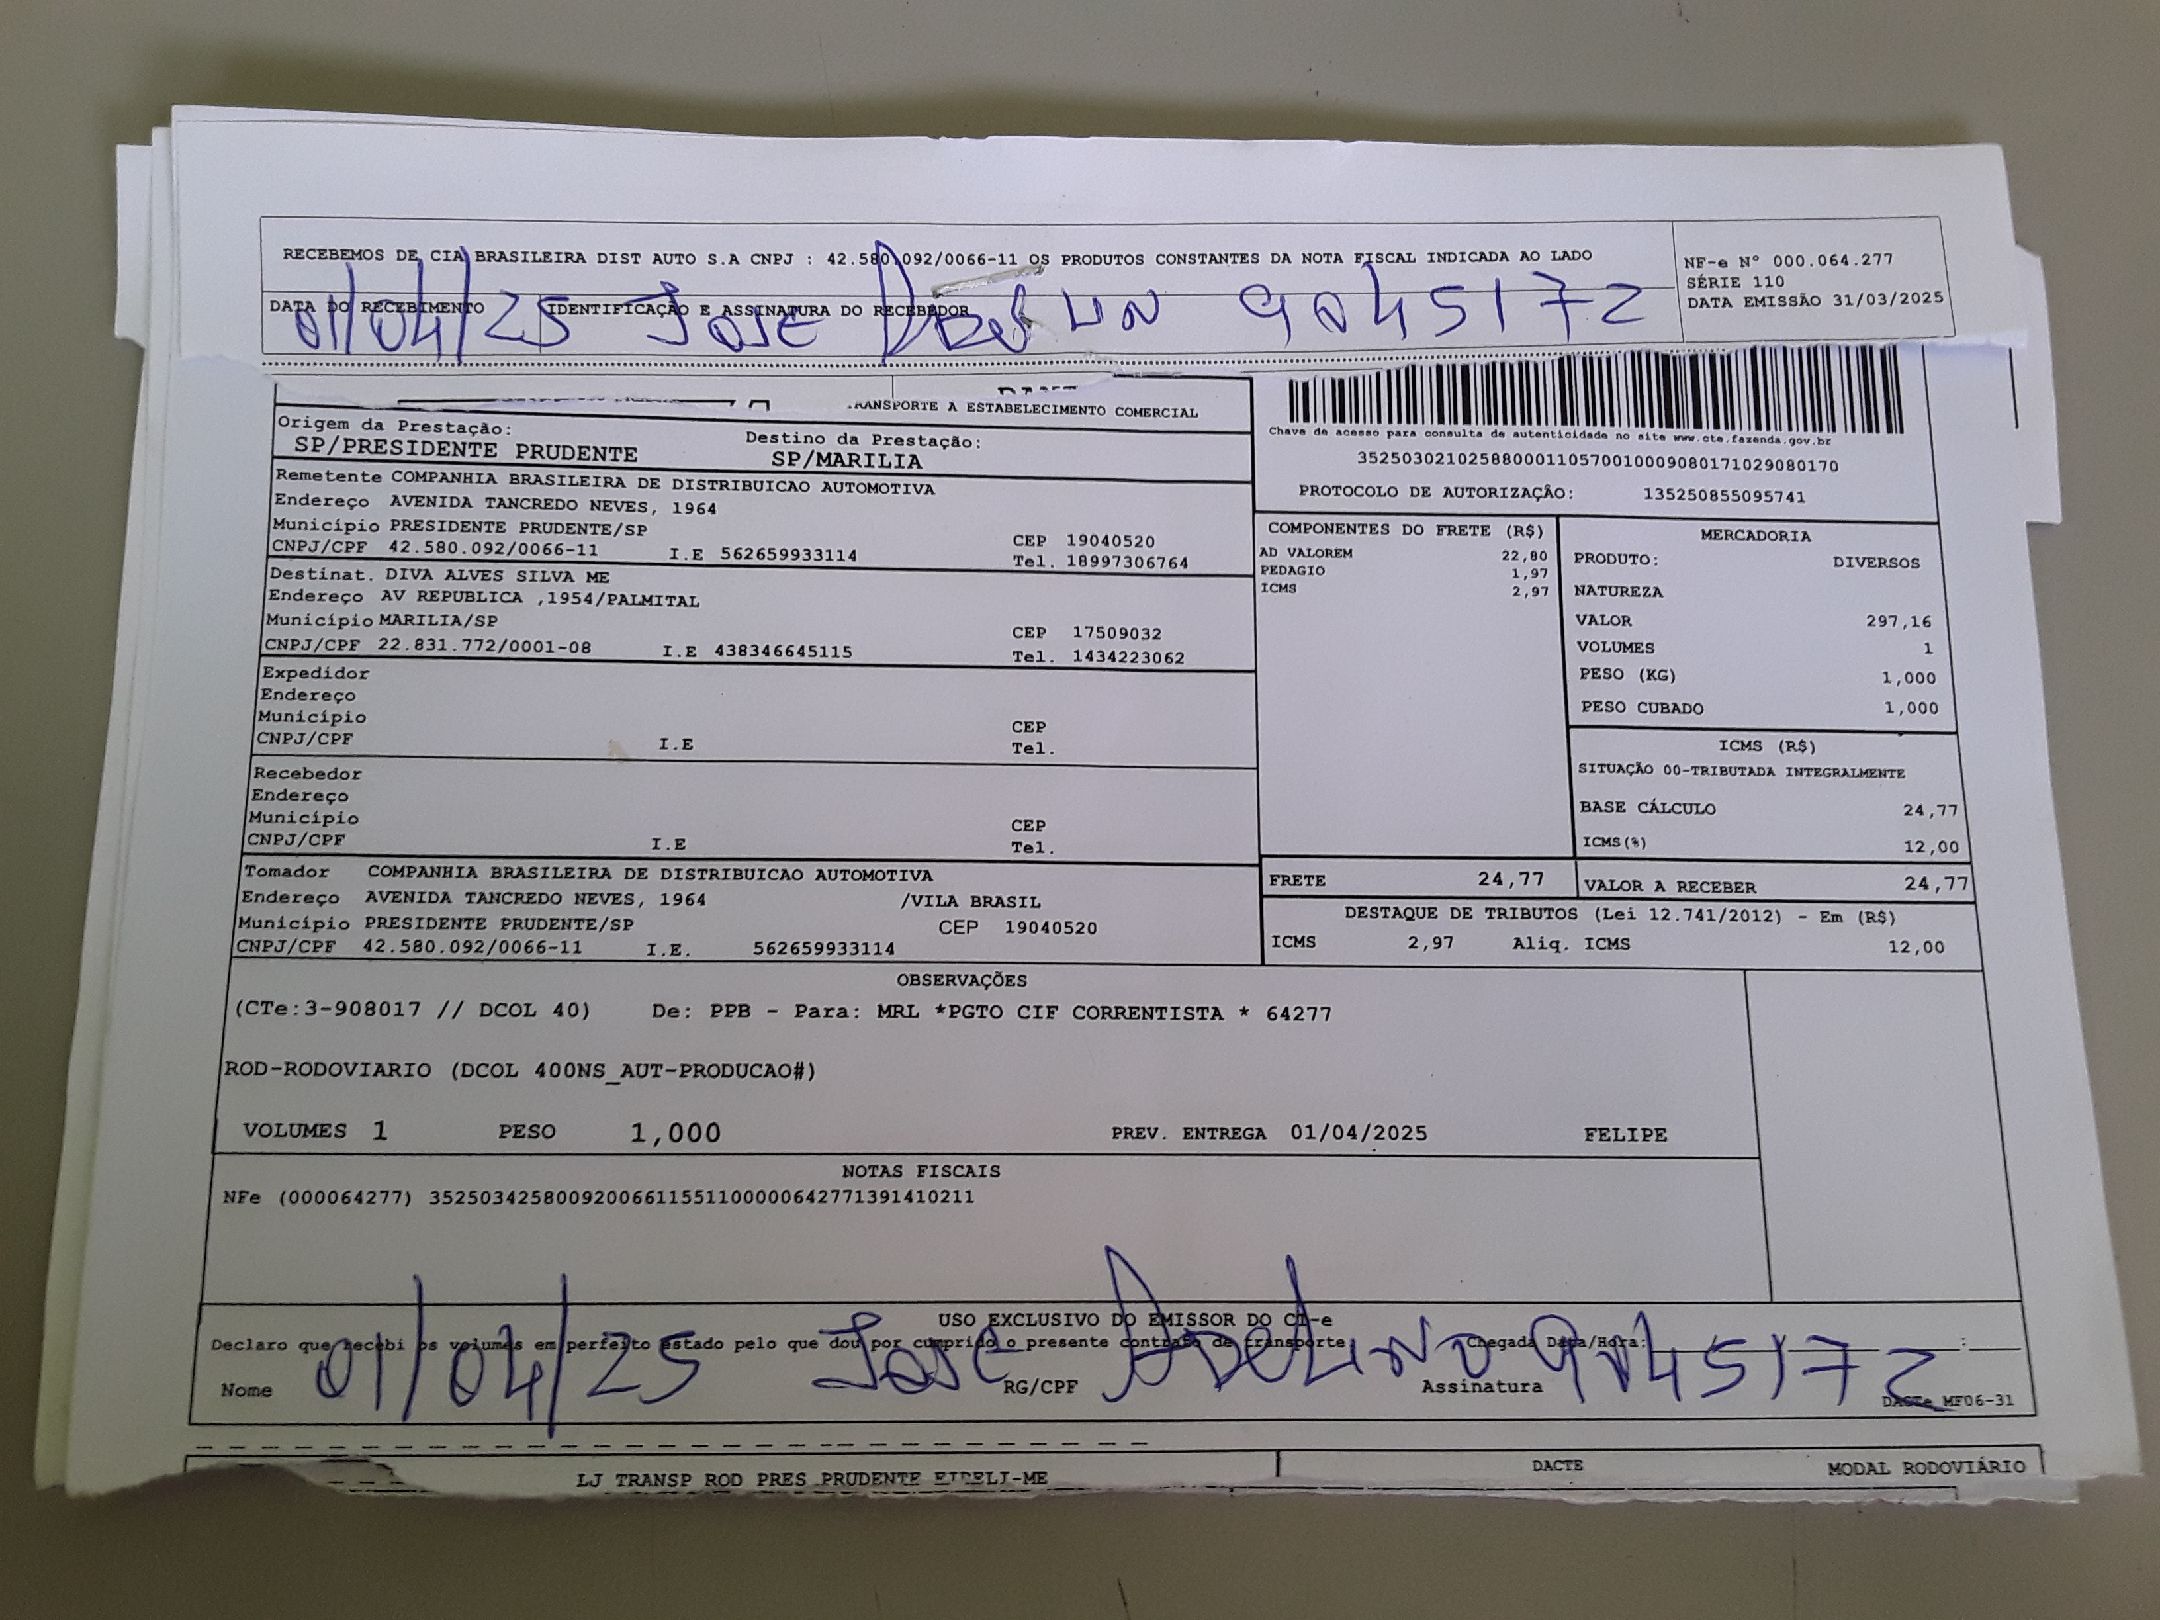 RECEBEMOS DE CIA BRASILEIRA DIST AUTO S.A CNPJ : 42.580.092/0066-11 OS PRODUTOS CONSTANTES DA NOTA FISCAL INDICADA AO LADO
NF-e Nº 000.064.277
SÉRIE 110
DATA EMISSÃO 31/03/2025
DATA DO RECEBIMENTO IDENTIFICAÇÃO E ASSINATURA DO RECEBEDOR
01/04/25 JOSE 9045172
TRANSPORTE A ESTABELECIMENTO COMERCIAL
Origem da Prestação: Destino da Prestação:
SP/PRESIDENTE PRUDENTE SP/MARILIA
Chave de acesso para consulta de autenticidade no site www.cte.fazenda.gov.br
35250302102588000110570010009080171029080170
PROTOCOLO DE AUTORIZAÇÃO: 135250855095741
Remetente COMPANHIA BRASILEIRA DE DISTRIBUICAO AUTOMOTIVA
Endereço AVENIDA TANCREDO NEVES, 1964
Município PRESIDENTE PRUDENTE/SP CEP 19040520
CNPJ/CPF 42.580.092/0066-11 I.E 562659933114 Tel. 18997306764
Destinat. DIVA ALVES SILVA ME
Endereço AV REPUBLICA ,1954/PALMITAL
Município MARILIA/SP CEP 17509032
CNPJ/CPF 22.831.772/0001-08 I.E 438346645115 Tel. 1434223062
Expedidor
Endereço
Município CEP
CNPJ/CPF I.E Tel.
Recebedor
Endereço
Município CEP
CNPJ/CPF I.E Tel.
Tomador COMPANHIA BRASILEIRA DE DISTRIBUICAO AUTOMOTIVA
Endereço AVENIDA TANCREDO NEVES, 1964 /VILA BRASIL
Município PRESIDENTE PRUDENTE/SP CEP 19040520
CNPJ/CPF 42.580.092/0066-11 I.E. 562659933114
COMPONENTES DO FRETE (R$)
AD VALOREM 22,80
PEDAGIO 1,97
ICMS 2,97
MERCADORIA
PRODUTO: DIVERSOS
NATUREZA
VALOR 297,16
VOLUMES 1
PESO (KG) 1,000
PESO CUBADO 1,000
ICMS (R$)
SITUAÇÃO 00-TRIBUTADA INTEGRALMENTE
BASE CÁLCULO 24,77
ICMS(%) 12,00
FRETE 24,77 VALOR A RECEBER 24,77
DESTAQUE DE TRIBUTOS (Lei 12.741/2012) - Em (R$)
ICMS 2,97 Aliq. ICMS 12,00
OBSERVAÇÕES
(CTe:3-908017 // DCOL 40) De: PPB - Para: MRL *PGTO CIF CORRENTISTA * 64277
ROD-RODOVIARIO (DCOL 400NS_AUT-PRODUCAO#)
VOLUMES 1 PESO 1,000 PREV. ENTREGA 01/04/2025 FELIPE
NOTAS FISCAIS
NFe (000064277) 35250342580092006611551100000642771391410211
USO EXCLUSIVO DO EMISSOR DO CT-e
Declaro que recebi os volumes em perfeito estado pelo que dou por cumprido o presente contrato de transporte Chegada Data/Hora: :
01/04/25 JOSE ADELINO 9045172
Nome RG/CPF Assinatura
DACTe MF06-31
LJ TRANSP ROD PRES PRUDENTE EIRELI-ME DACTE MODAL RODOVIÁRIO